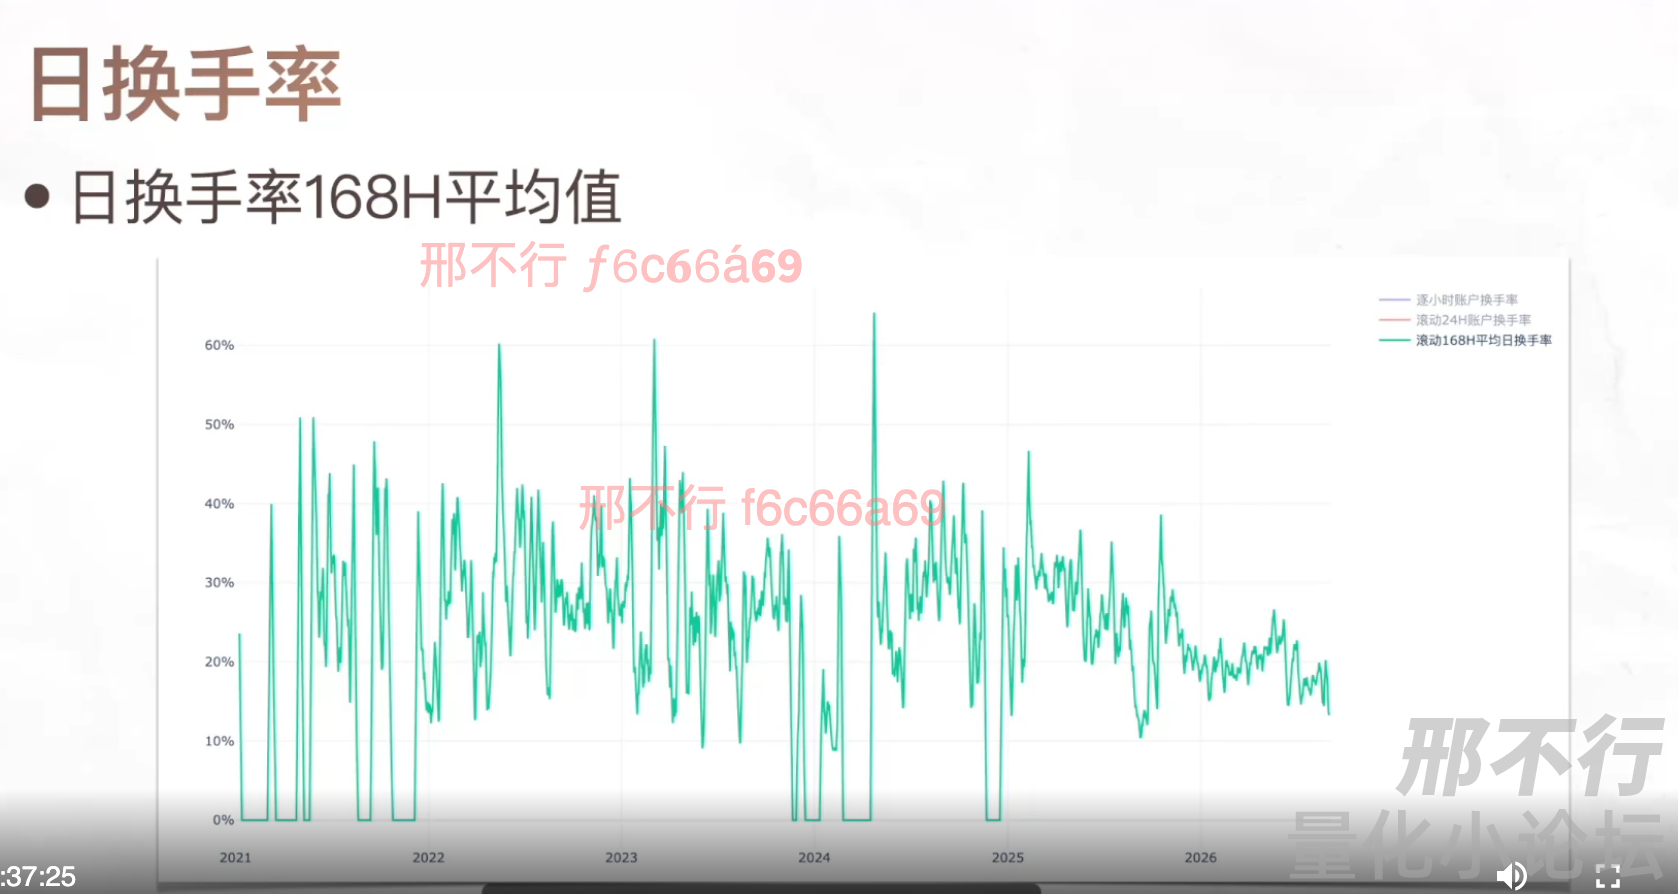 日换手率
● 日换手率168H平均值
邢不行 ƒ6c66á69
逐小时账户换手率
滚动24H账户换手率
滚动168H平均日换手率
60%
50%
40%
邢不行 f6c66a69
30%
20%
10%
0%
2021 2022 2023 2024 2025 2026
邢不行
量化小论坛
:37:25